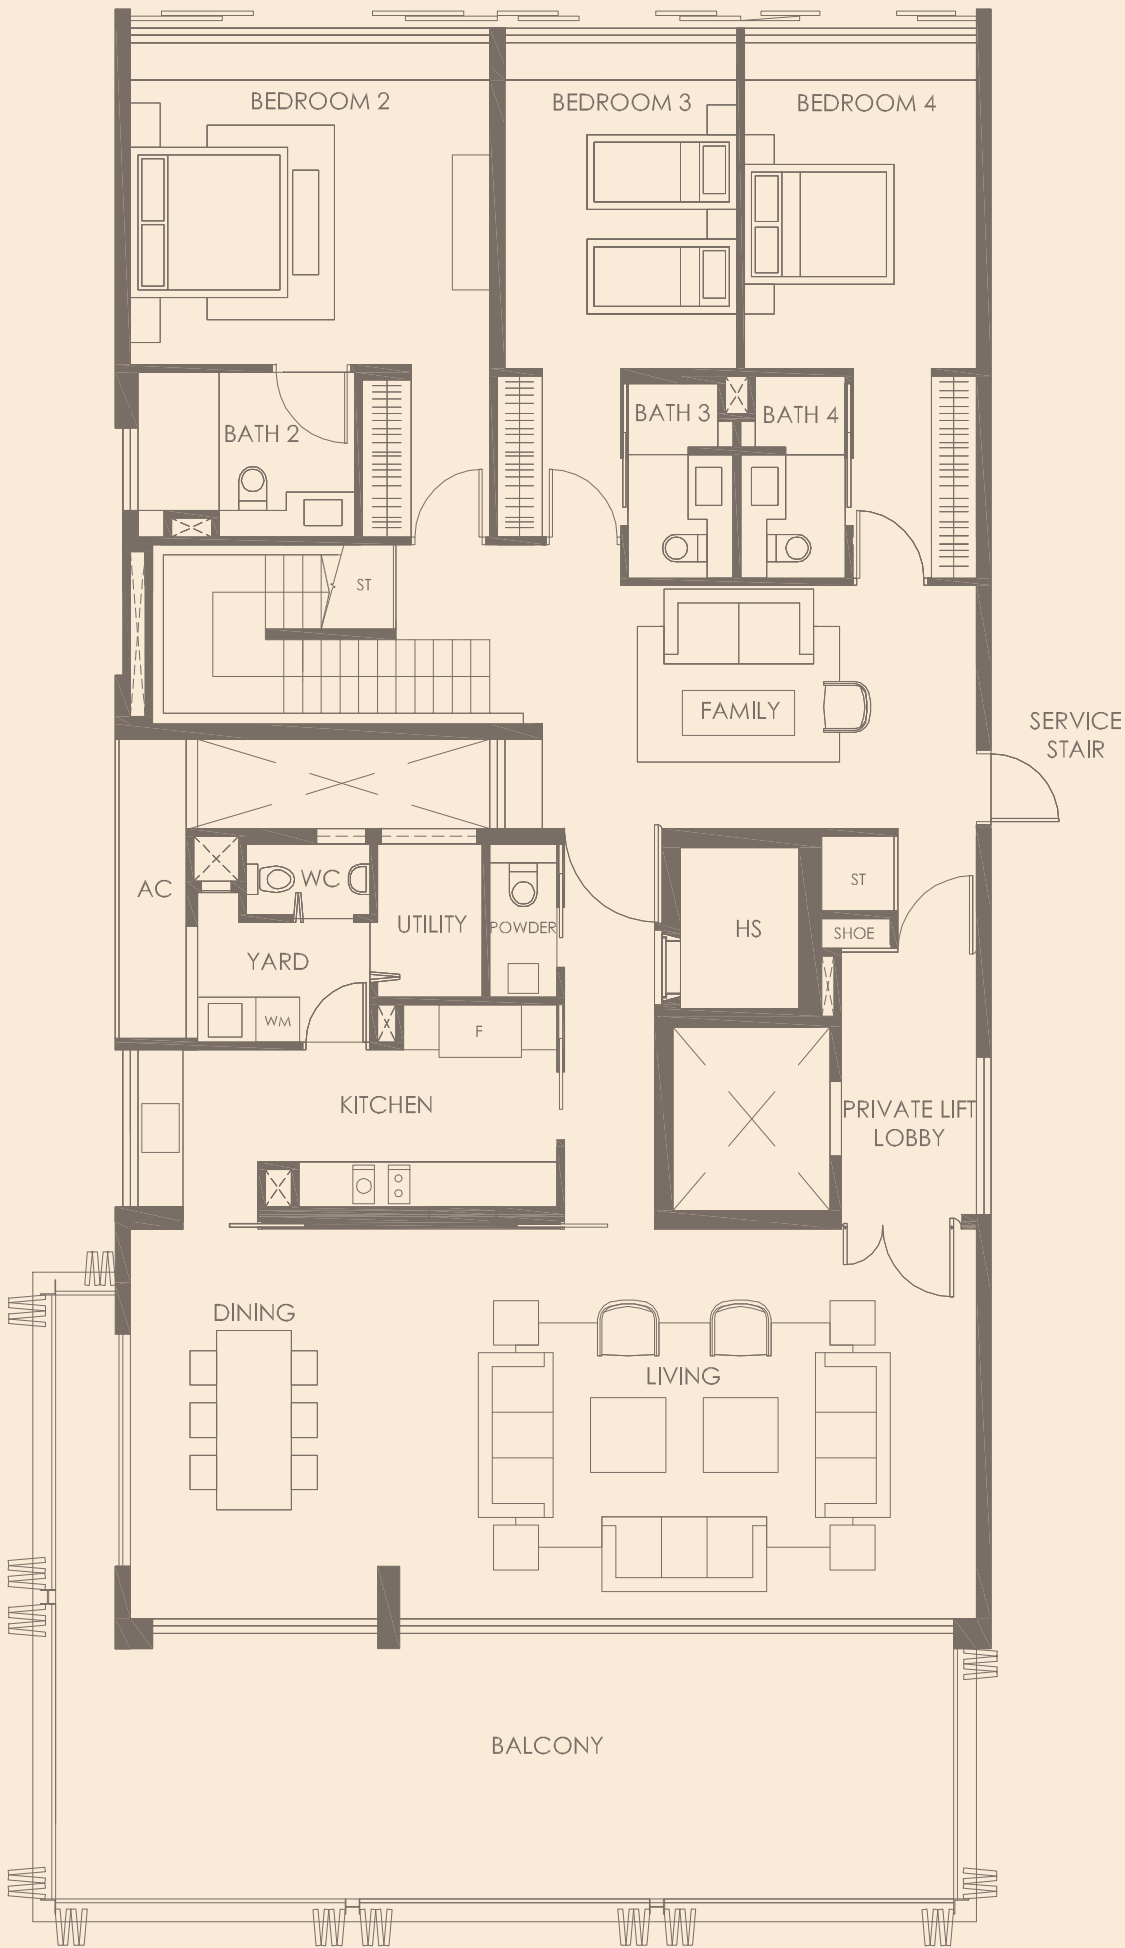 BEDROOM 2
BEDROOM 3
BEDROOM 4
BATH 2
BATH 3
BATH 4
ST
FAMILY
SERVICE
STAIR
AC
WC
UTILITY
POWDER
HS
ST
SHOE
YARD
WM
F
KITCHEN
PRIVATE LIFT
LOBBY
DINING
LIVING
BALCONY